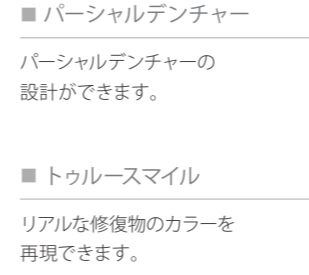 ■ パーシャルデンチャー
パーシャルデンチャーの
設計ができます。
■ トゥルースマイル
リアルな修復物のカラーを
再現できます。